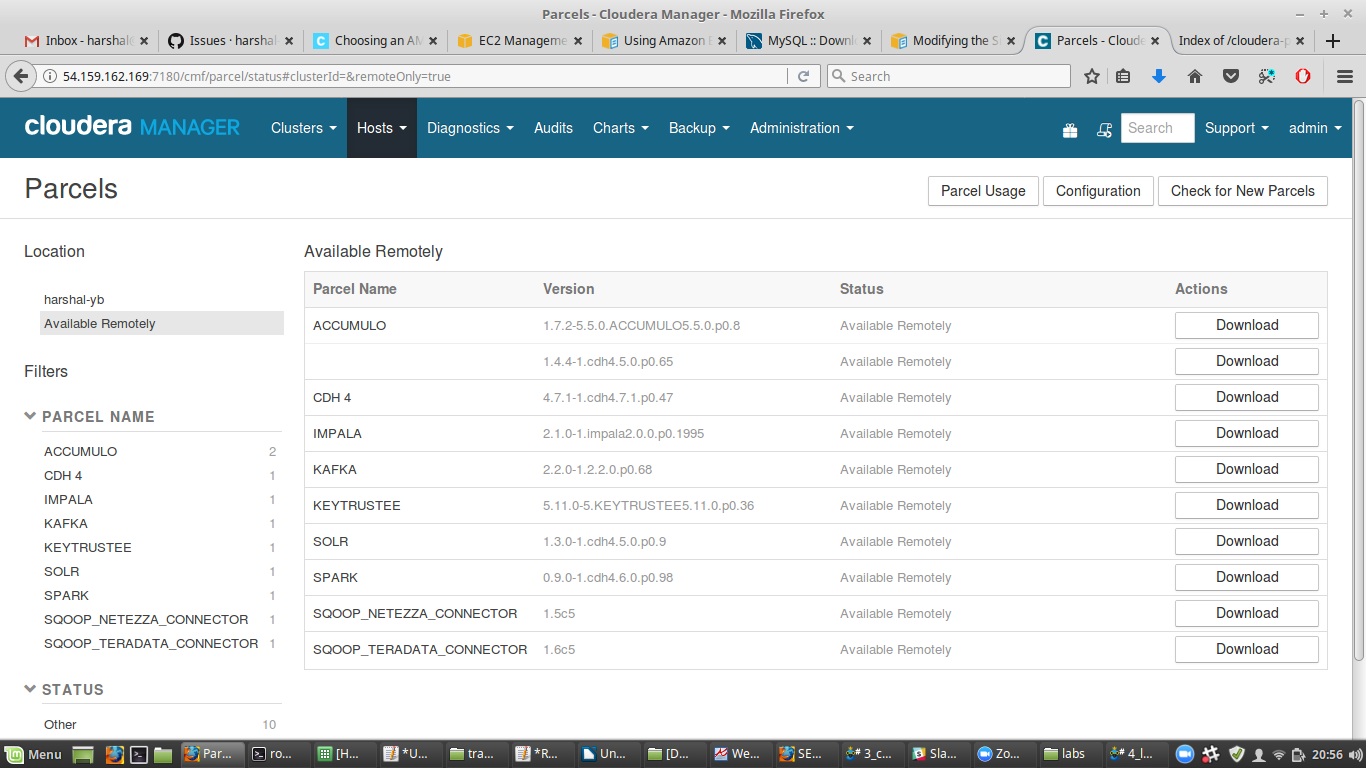 Parcels - Cloudera Manager - Mozilla Firefox
Inbox - harshal Issues · harshal Choosing an AM EC2 Manageme Using Amazon E MySQL :: Downl Modifying the S Parcels - Cloude Index of /cloudera-p
54.159.162.169:7180/cmf/parcel/status#clusterId=&remoteOnly=true Search
cloudera MANAGER Clusters Hosts Diagnostics Audits Charts Backup Administration Search Support admin
Parcels Parcel Usage Configuration Check for New Parcels
Location
harshal-yb
Available Remotely
Filters
PARCEL NAME
ACCUMULO 2
CDH 4 1
IMPALA 1
KAFKA 1
KEYTRUSTEE 1
SOLR 1
SPARK 1
SQOOP_NETEZZA_CONNECTOR 1
SQOOP_TERADATA_CONNECTOR 1
STATUS
Other 10
Available Remotely
Parcel Name Version Status Actions
ACCUMULO 1.7.2-5.5.0.ACCUMULO5.5.0.p0.8 Available Remotely Download
1.4.4-1.cdh4.5.0.p0.65 Available Remotely Download
CDH 4 4.7.1-1.cdh4.7.1.p0.47 Available Remotely Download
IMPALA 2.1.0-1.impala2.0.0.p0.1995 Available Remotely Download
KAFKA 2.2.0-1.2.2.0.p0.68 Available Remotely Download
KEYTRUSTEE 5.11.0-5.KEYTRUSTEE5.11.0.p0.36 Available Remotely Download
SOLR 1.3.0-1.cdh4.5.0.p0.9 Available Remotely Download
SPARK 0.9.0-1.cdh4.6.0.p0.98 Available Remotely Download
SQOOP_NETEZZA_CONNECTOR 1.5c5 Available Remotely Download
SQOOP_TERADATA_CONNECTOR 1.6c5 Available Remotely Download
Menu Par... ro... [H... *U... tra... *R... Un... [D... We... SE... 3_c... Sla... Zo... labs 4_l... 20:56